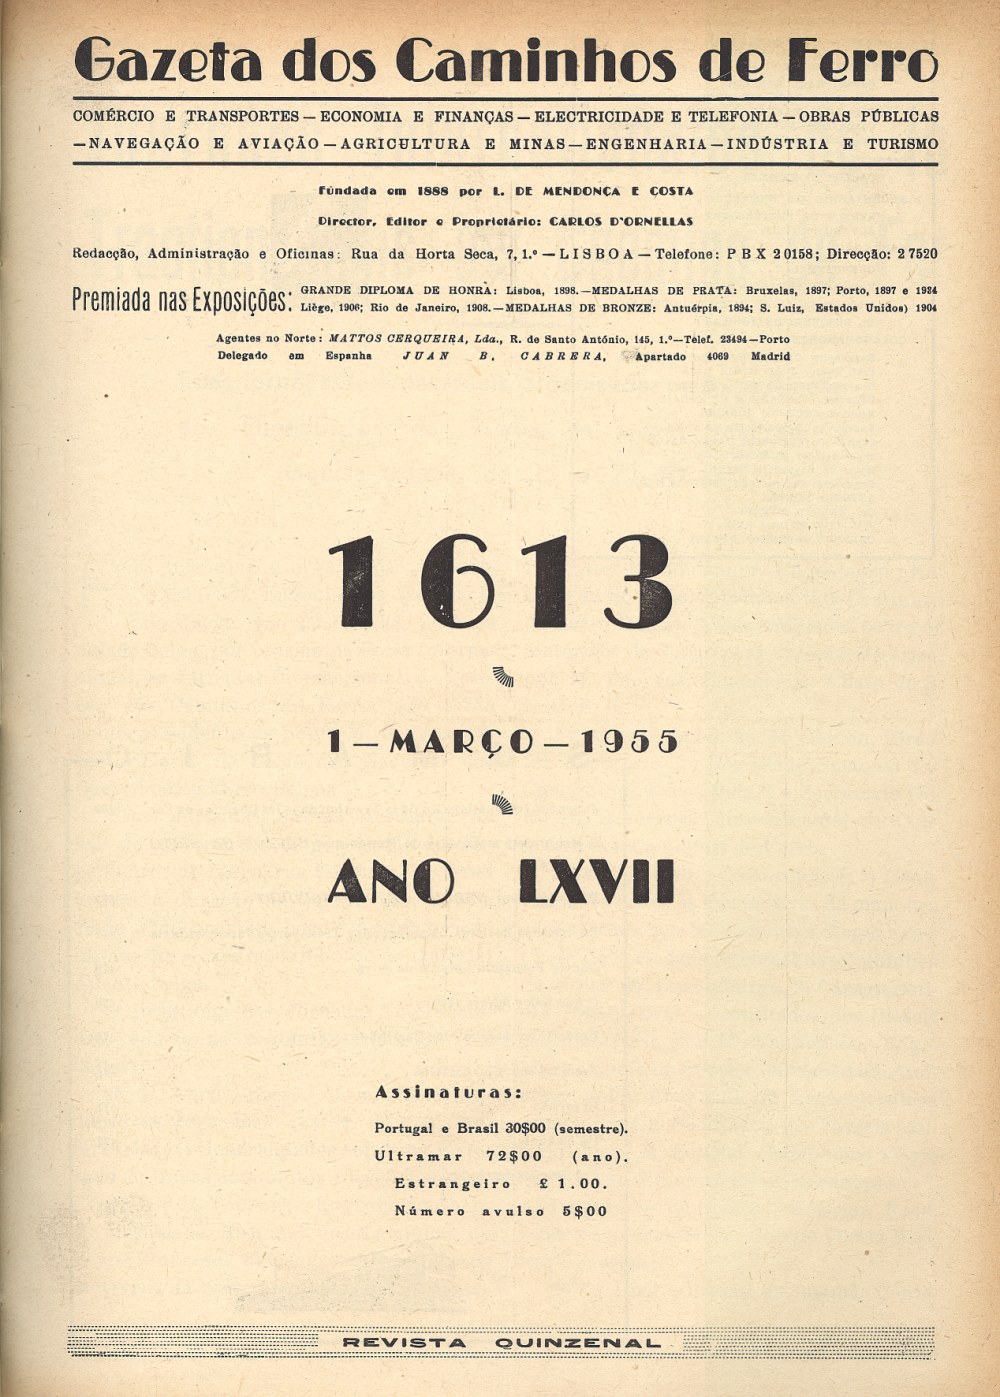 Gazeta dos Caminhos de Ferro
COMÉRCIO E TRANSPORTES — ECONOMIA E FINANÇAS — ELECTRICIDADE E TELEFONIA — OBRAS PÚBLICAS
— NAVEGAÇÃO E AVIAÇÃO — AGRICULTURA E MINAS — ENGENHARIA — INDÚSTRIA E TURISMO
Fundada em 1888 por L. DE MENDONÇA E COSTA
Director, Editor e Proprietário: CARLOS D'ORNELLAS
Redacção, Administração e Oficinas: Rua da Horta Seca, 7, 1.º — LISBOA — Telefone: PBX 20158; Direcção: 27520
Premiada nas Exposições: GRANDE DIPLOMA DE HONRA: Lisboa, 1898. — MEDALHAS DE PRATA: Bruxelas, 1897; Porto, 1897 e 1934
Liège, 1906; Rio de Janeiro, 1908. — MEDALHAS DE BRONZE: Antuérpia, 1894; S. Luiz, Estados Unidos) 1904
Agentes no Norte: MATTOS CERQUEIRA, Lda., R. de Santo António, 145, 1.º — Telef. 23494 — Porto
Delegado em Espanha JUAN B. CABRERA, Apartado 4069 Madrid
1613
1 — MARÇO — 1955
ANO LXVII
Assinaturas:
Portugal e Brasil 30$00 (semestre).
Ultramar 72$00 (ano).
Estrangeiro £ 1.00.
Número avulso 5$00
REVISTA QUINZENAL